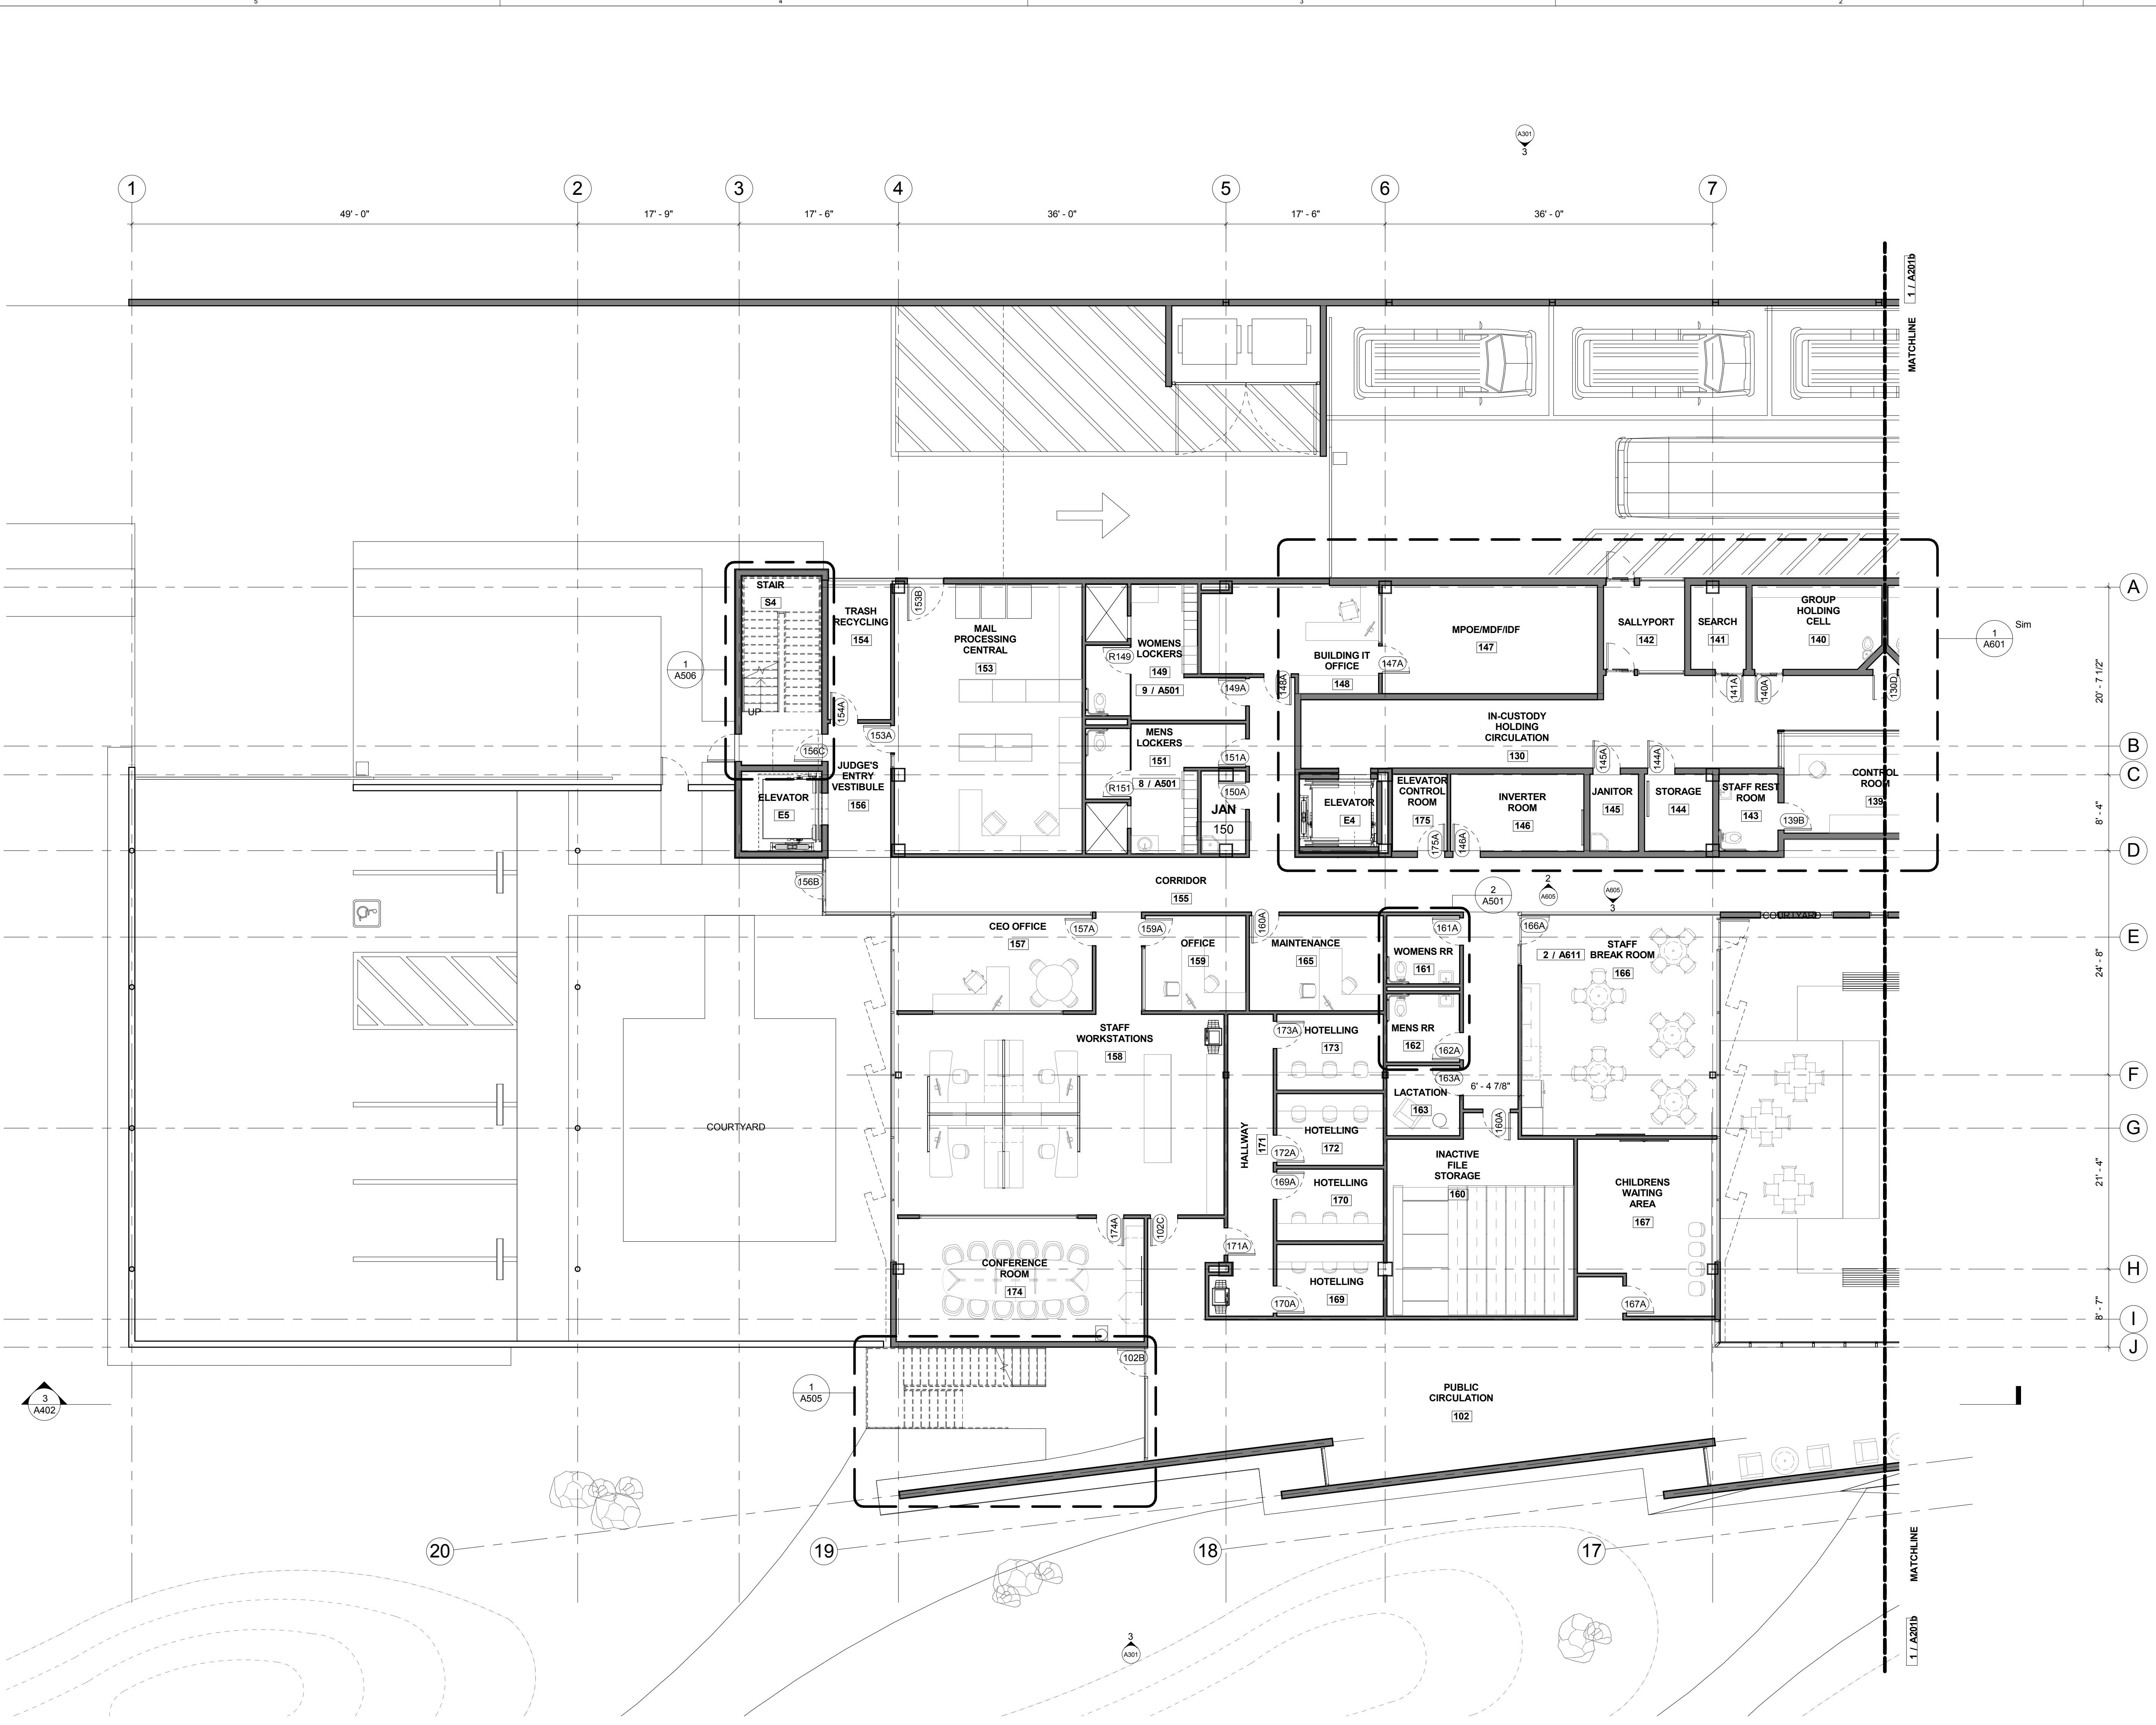 5
4
3
2
A301
3
1
2
3
4
5
6
7
49' - 0"
17' - 9"
17' - 6"
36' - 0"
17' - 6"
36' - 0"
1 / A201b
MATCHLINE
STAIR
S4
UP
1
A506
TRASH
RECYCLING
154
154A
153B
MAIL
PROCESSING
CENTRAL
153
153A
156C
JUDGE'S
ENTRY
VESTIBULE
156
ELEVATOR
E5
156B
R149
WOMENS
LOCKERS
149
9 / A501
149A
MENS
LOCKERS
151
8 / A501
151A
R151
150A
JAN
150
148A
BUILDING IT
OFFICE
148
147A
MPOE/MDF/IDF
147
SALLYPORT
142
SEARCH
141
GROUP
HOLDING
CELL
140
141A
140A
130D
Sim
1
A601
IN-CUSTODY
HOLDING
CIRCULATION
130
145A
144A
ELEVATOR
E4
ELEVATOR
CONTROL
ROOM
175
175A
146A
INVERTER
ROOM
146
JANITOR
145
STORAGE
144
STAFF REST
ROOM
143
139B
CONTROL
ROOM
139
A
B
C
D
E
F
G
H
I
J
20' - 7 1/2"
8' - 4"
24' - 8"
21' - 4"
8' - 7"
CORRIDOR
155
2
A501
2
A605
A605
3
CEO OFFICE
157
157A
159A
OFFICE
159
160A
MAINTENANCE
165
161A
WOMENS RR
161
MENS RR
162
162A
163A
LACTATION
163
6' - 4 7/8"
160A
166A
2 / A611
STAFF
BREAK ROOM
166
COURTYARD
STAFF
WORKSTATIONS
158
173A
HOTELLING
173
HALLWAY
171
HOTELLING
172
172A
169A
HOTELLING
170
171A
HOTELLING
169
170A
INACTIVE
FILE
STORAGE
160
CHILDRENS
WAITING
AREA
167
167A
COURTYARD
174A
102C
CONFERENCE
ROOM
174
102B
1
A505
3
A402
PUBLIC
CIRCULATION
102
20
19
18
17
3
A301
MATCHLINE
1 / A201b